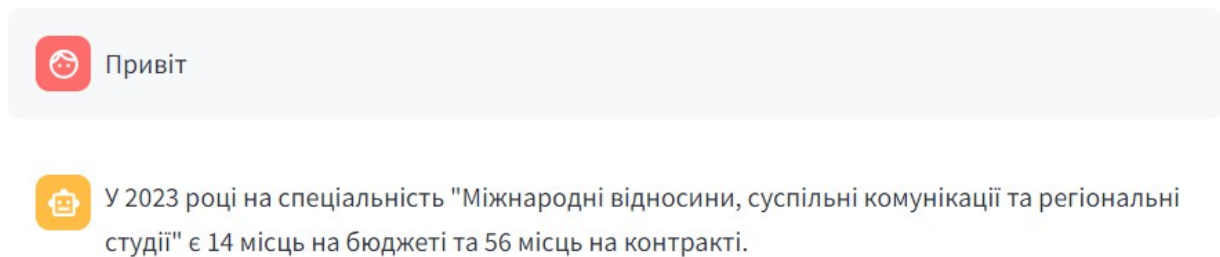 Привіт
У 2023 році на спеціальність "Міжнародні відносини, суспільні комунікації та регіональні
студії" є 14 місць на бюджеті та 56 місць на контракті.